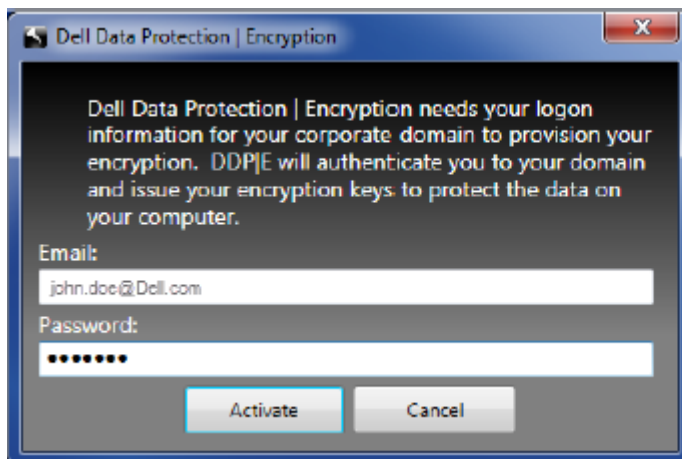 Dell Data Protection | Encryption
Dell Data Protection | Encryption needs your logon
information for your corporate domain to provision your
encryption.  DDP|E will authenticate you to your domain
and issue your encryption keys to protect the data on
your computer.
Email:
john.doe@Dell.com
Password:
•••••••
Activate
Cancel